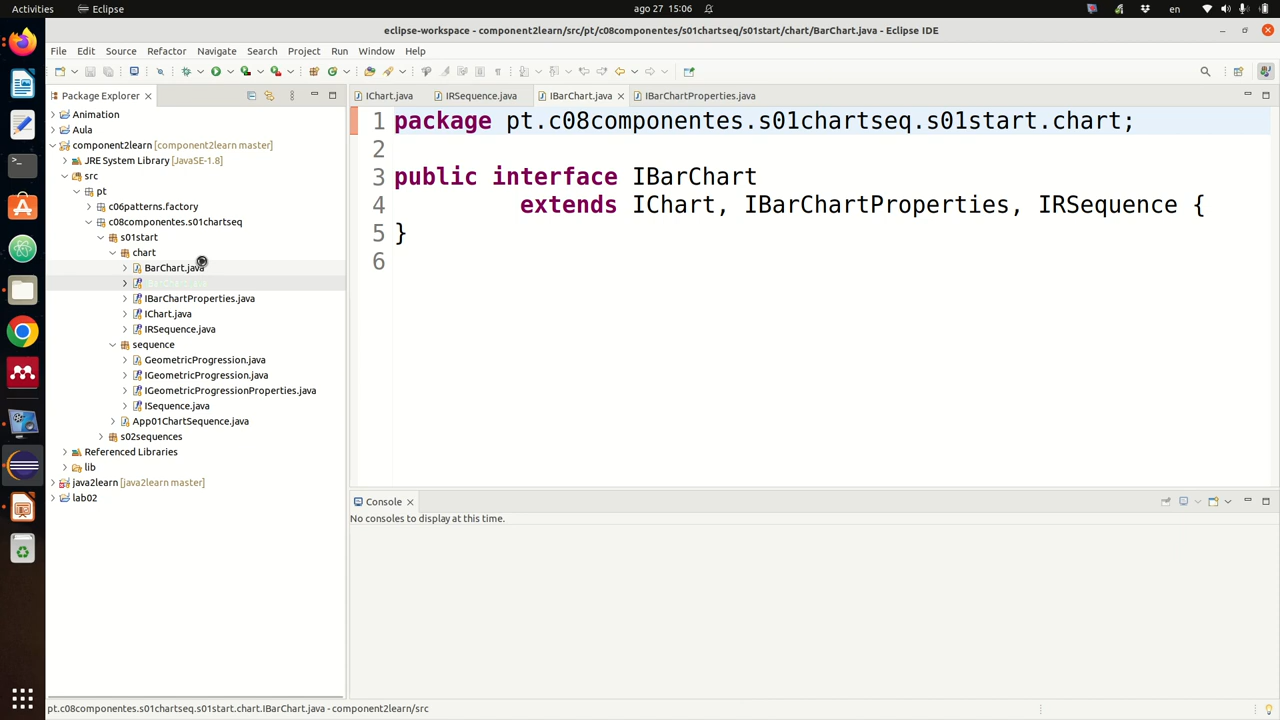 Activities Eclipse ago 27 15:06 en
eclipse-workspace - component2learn/src/pt/c08componentes/s01chartseq/s01start/chart/BarChart.java - Eclipse IDE
File Edit Source Refactor Navigate Search Project Run Window Help
Package Explorer IChart.java IRSequence.java IBarChart.java IBarChartProperties.java
Animation
Aula
component2learn [component2learn master]
JRE System Library [JavaSE-1.8]
src
pt
c06patterns.factory
c08componentes.s01chartseq
s01start
chart
BarChart.java
IBarChartProperties.java
IChart.java
IRSequence.java
sequence
GeometricProgression.java
IGeometricProgression.java
IGeometricProgressionProperties.java
ISequence.java
App01ChartSequence.java
s02sequences
Referenced Libraries
lib
java2learn [java2learn master]
lab02
1 package pt.c08componentes.s01chartseq.s01start.chart;
2
3 public interface IBarChart
4 extends IChart, IBarChartProperties, IRSequence {
5 }
6
Console
No consoles to display at this time.
pt.c08componentes.s01chartseq.s01start.chart.IBarChart.java - component2learn/src